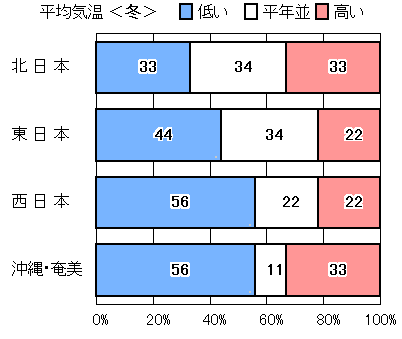 平均気温 ＜冬＞ 低い 平年並 高い
北 日 本 33 34 33
東 日 本 44 34 22
西 日 本 56 22 22
沖縄・奄美 56 11 33
0% 20% 40% 60% 80% 100%